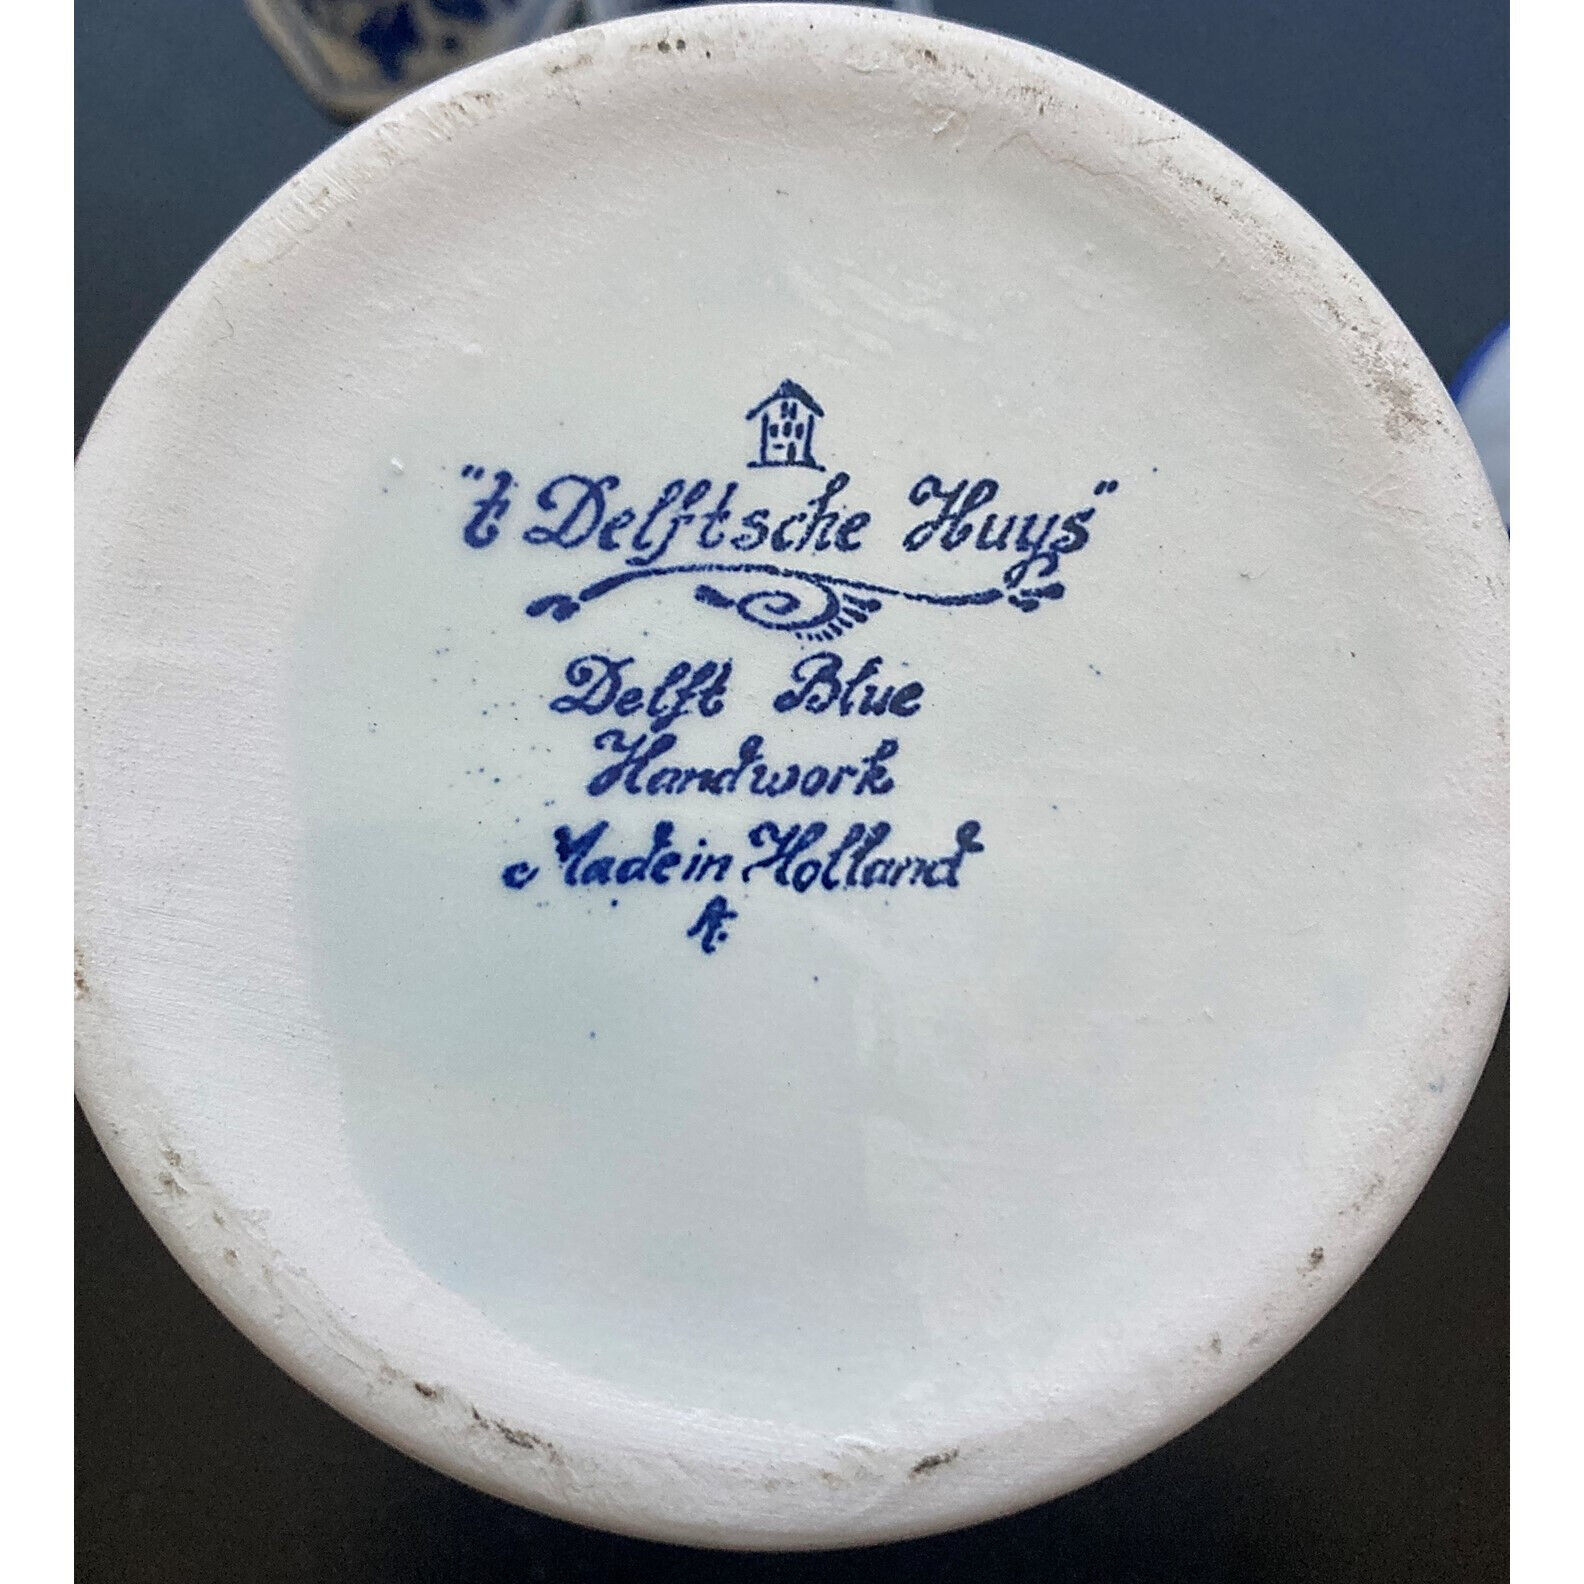 "t Delftsche Huys"
Delft Blue
Handwork
Made in Holland